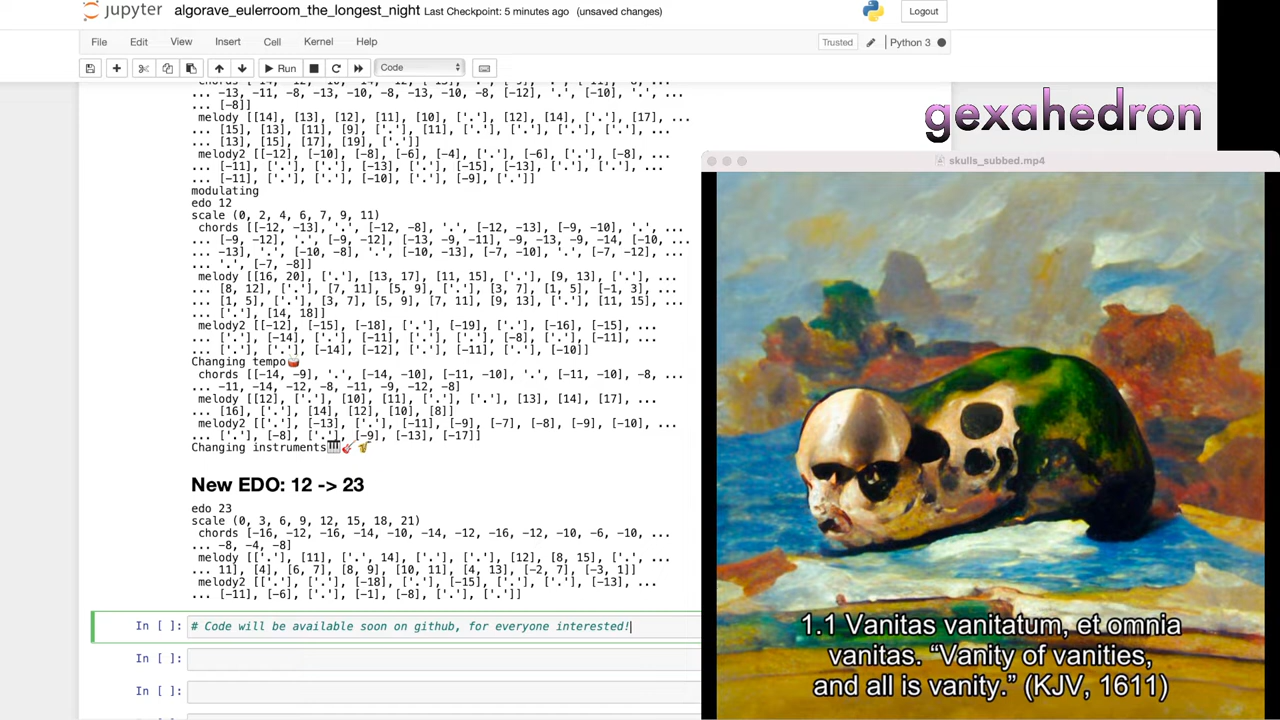 jupyter algorave_eulerroom_the_longest_night Last Checkpoint: 5 minutes ago (unsaved changes)
Logout
File Edit View Insert Cell Kernel Help
Trusted Python 3
Run Code
... -13, -11, -8, -13, -10, -8, -13, -10, -8, [-12], '.', [-10], '.', ...
... [-8]]
melody [[14], [13], [12], [11], [10], ['.'], [12], [14], ['.'], [17], ...
... [15], [13], [11], [9], ['.'], [11], ['.'], ['.'], ['.'], ['.'], ...
... [13], [15], [17], [19], ['.']]
melody2 [[-12], [-10], [-8], [-6], [-4], ['.'], [-6], ['.'], [-8], ...
... [-11], ['.'], ['.'], [-13], ['.'], [-15], [-13], ['.'], ['.'], ...
... [-11], ['.'], ['.'], [-10], ['.'], [-9], ['.']]
modulating
edo 12
scale (0, 2, 4, 6, 7, 9, 11)
chords [[-12, -13], '.', [-12, -8], '.', [-12, -13], [-9, -10], '.', ...
... [-9, -12], '.', [-9, -12], [-13, -9, -11], -9, -13, -9, -14, [-10, ...
... -13], '.', [-10, -8], '.', [-10, -13], [-7, -10], '.', [-7, -12], ...
... '.', [-7, -8]]
melody [[16, 20], ['.'], [13, 17], [11, 15], ['.'], [9, 13], ['.'], ...
... [8, 12], ['.'], [7, 11], [5, 9], ['.'], [3, 7], [1, 5], [-1, 3], ...
... [1, 5], ['.'], [3, 7], [5, 9], [7, 11], [9, 13], ['.'], [11, 15], ...
... ['.'], [14, 18]]
melody2 [[-12], [-15], [-18], ['.'], [-19], ['.'], [-16], [-15], ...
... ['.'], [-14], ['.'], ['.'], [-11], ['.'], [-8], ['.'], [-11], ...
... ['.'], ['.'], [-14], [-12], ['.'], [-11], ['.'], [-10]]
Changing tempo🥁
chords [[-14, -9], '.', [-14, -10], [-11, -10], '.', [-11, -10], -8, ...
... -11, -14, -12, -8, -11, -9, -12, -8]
melody [[12], ['.'], [10], [11], ['.'], ['.'], [13], [14], [17], ...
... [16], ['.'], [14], [12], [10], [8]]
melody2 [['.'], [-13], ['.'], [-11], [-9], [-7], [-8], [-9], [-10], ...
... ['.'], [-8], ['.'], [-9], [-13], [-17]]
Changing instruments🎹🎸🎷
New EDO: 12 -> 23
edo 23
scale (0, 3, 6, 9, 12, 15, 18, 21)
chords [-16, -12, -16, -14, -10, -14, -12, -16, -12, -10, -6, -10, ...
... -8, -4, -8]
melody [['.'], [11], ['.', 14], ['.'], ['.'], [12], [8, 15], ['.', ...
... 11], [4], [6, 7], [8, 9], [10, 11], [4, 13], [-2, 7], [-3, 1]]
melody2 [['.'], ['.'], [-18], ['.'], [-15], ['.'], ['.'], [-13], ...
... [-11], [-6], ['.'], [-1], [-8], ['.'], ['.']]
In [ ]: # Code will be available soon on github, for everyone interested!
In [ ]:
In [ ]:
gexahedron
skulls_subbed.mp4
1.1 Vanitas vanitatum, et omnia
vanitas. “Vanity of vanities,
and all is vanity.” (KJV, 1611)